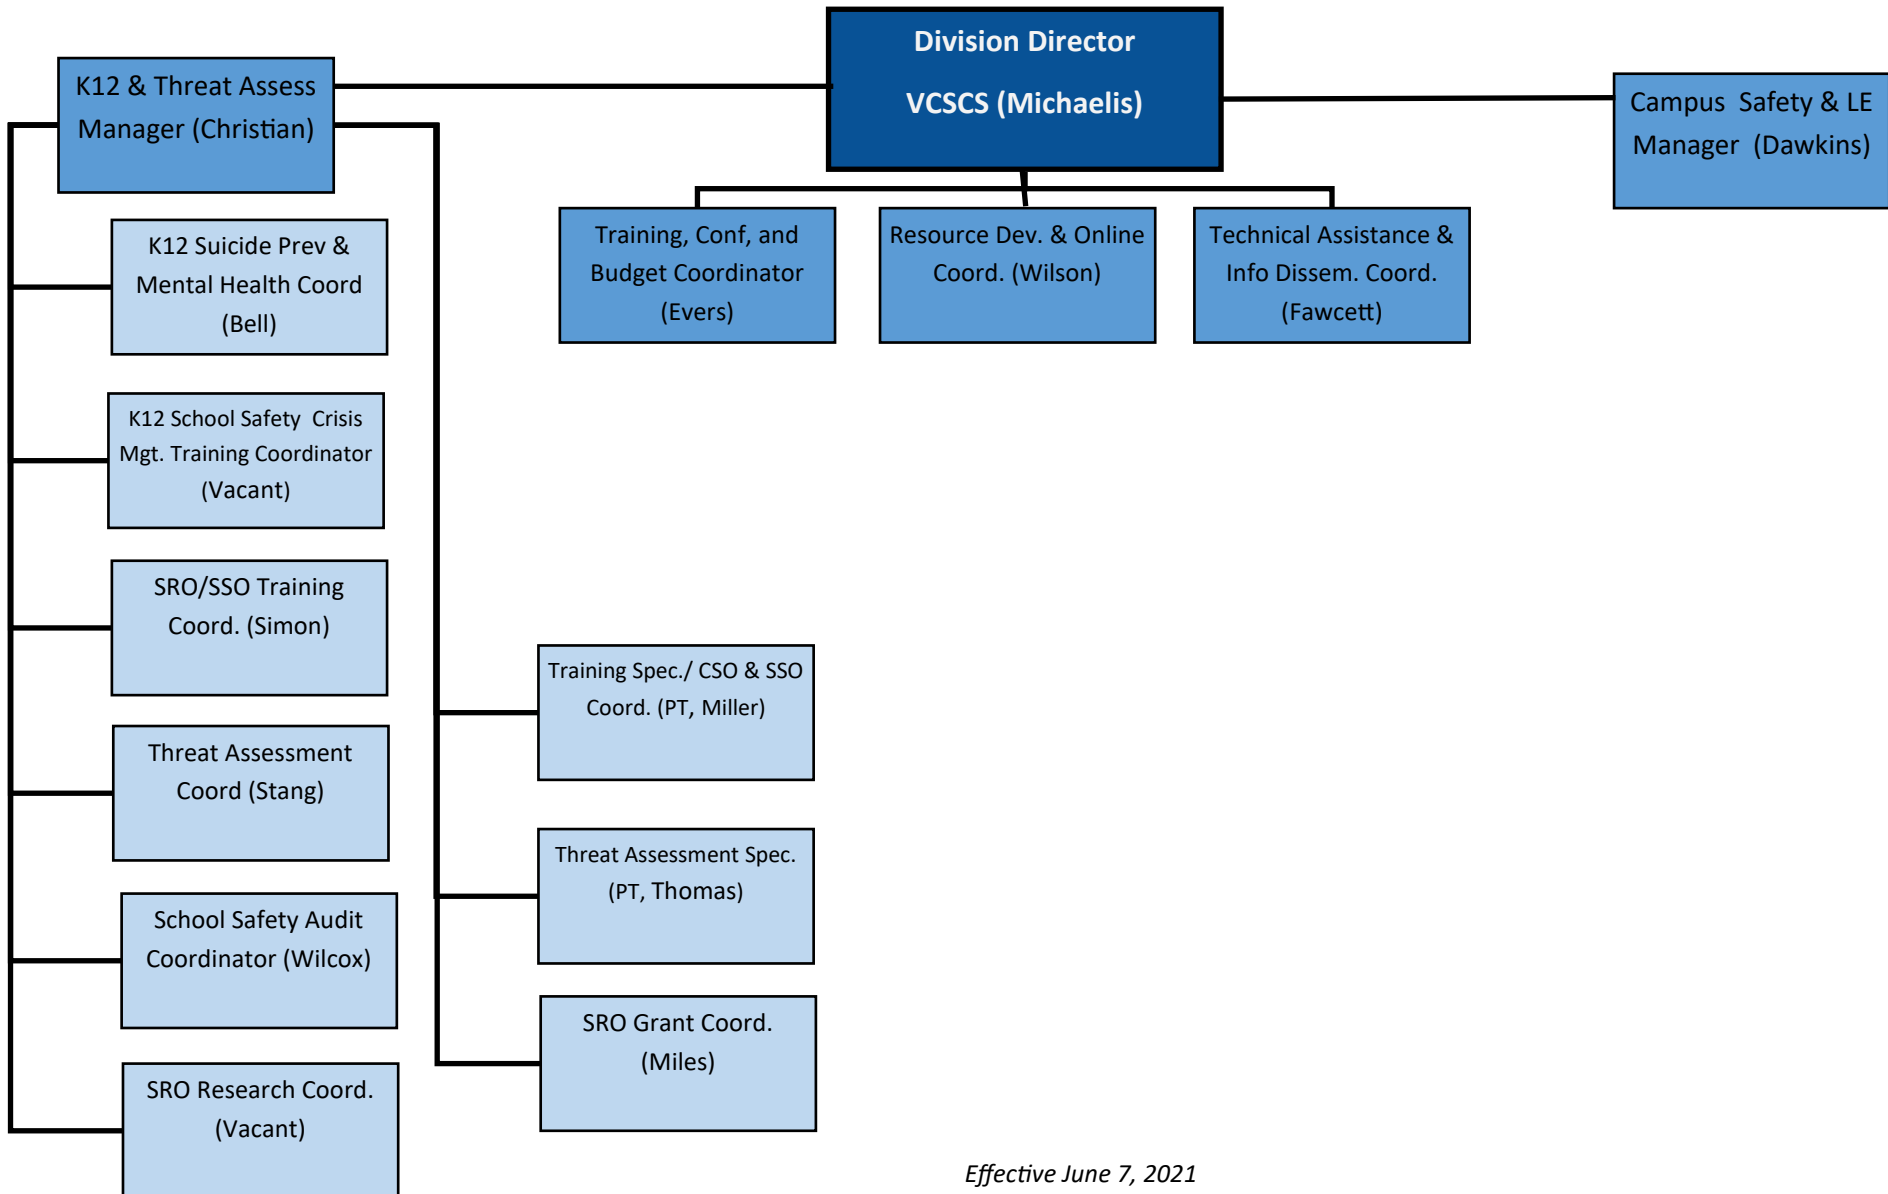 Division Director
VCSCS (Michaelis)
K12 & Threat Assess
Manager (Christian)
Campus Safety & LE
Manager (Dawkins)
Training, Conf, and
Budget Coordinator
(Evers)
Resource Dev. & Online
Coord. (Wilson)
Technical Assistance &
Info Dissem. Coord.
(Fawcett)
K12 Suicide Prev &
Mental Health Coord
(Bell)
K12 School Safety Crisis
Mgt. Training Coordinator
(Vacant)
SRO/SSO Training
Coord. (Simon)
Threat Assessment
Coord (Stang)
School Safety Audit
Coordinator (Wilcox)
SRO Research Coord.
(Vacant)
Training Spec./ CSO & SSO
Coord. (PT, Miller)
Threat Assessment Spec.
(PT, Thomas)
SRO Grant Coord.
(Miles)
Effective June 7, 2021